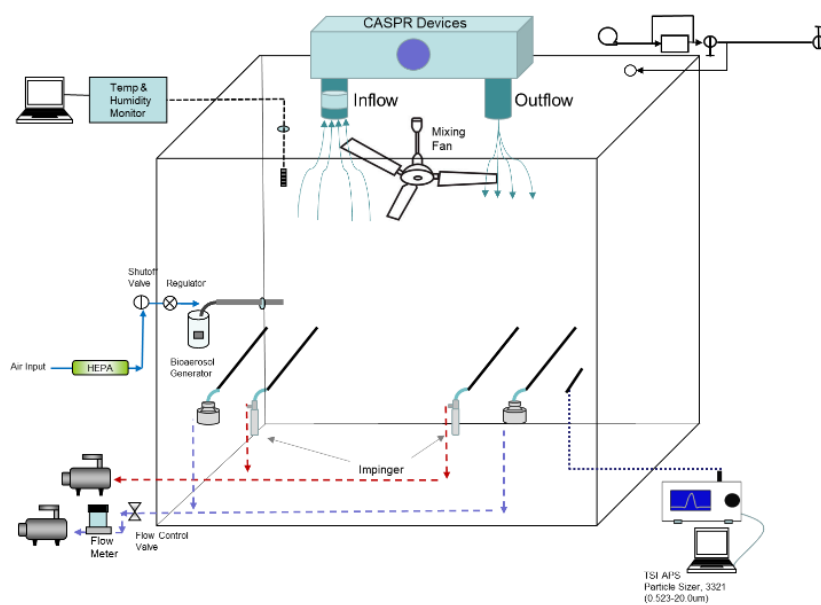 CASPR Devices
Temp &
Humidity
Monitor
Inflow
Outflow
Mixing
Fan
Shutoff
Valve
Regulator
Air Input
HEPA
Bioaerosol
Generator
Impinger
Flow
Meter
Flow Control
Valve
TSI APS
Particle Sizer, 3321
(0.523-20.0um)